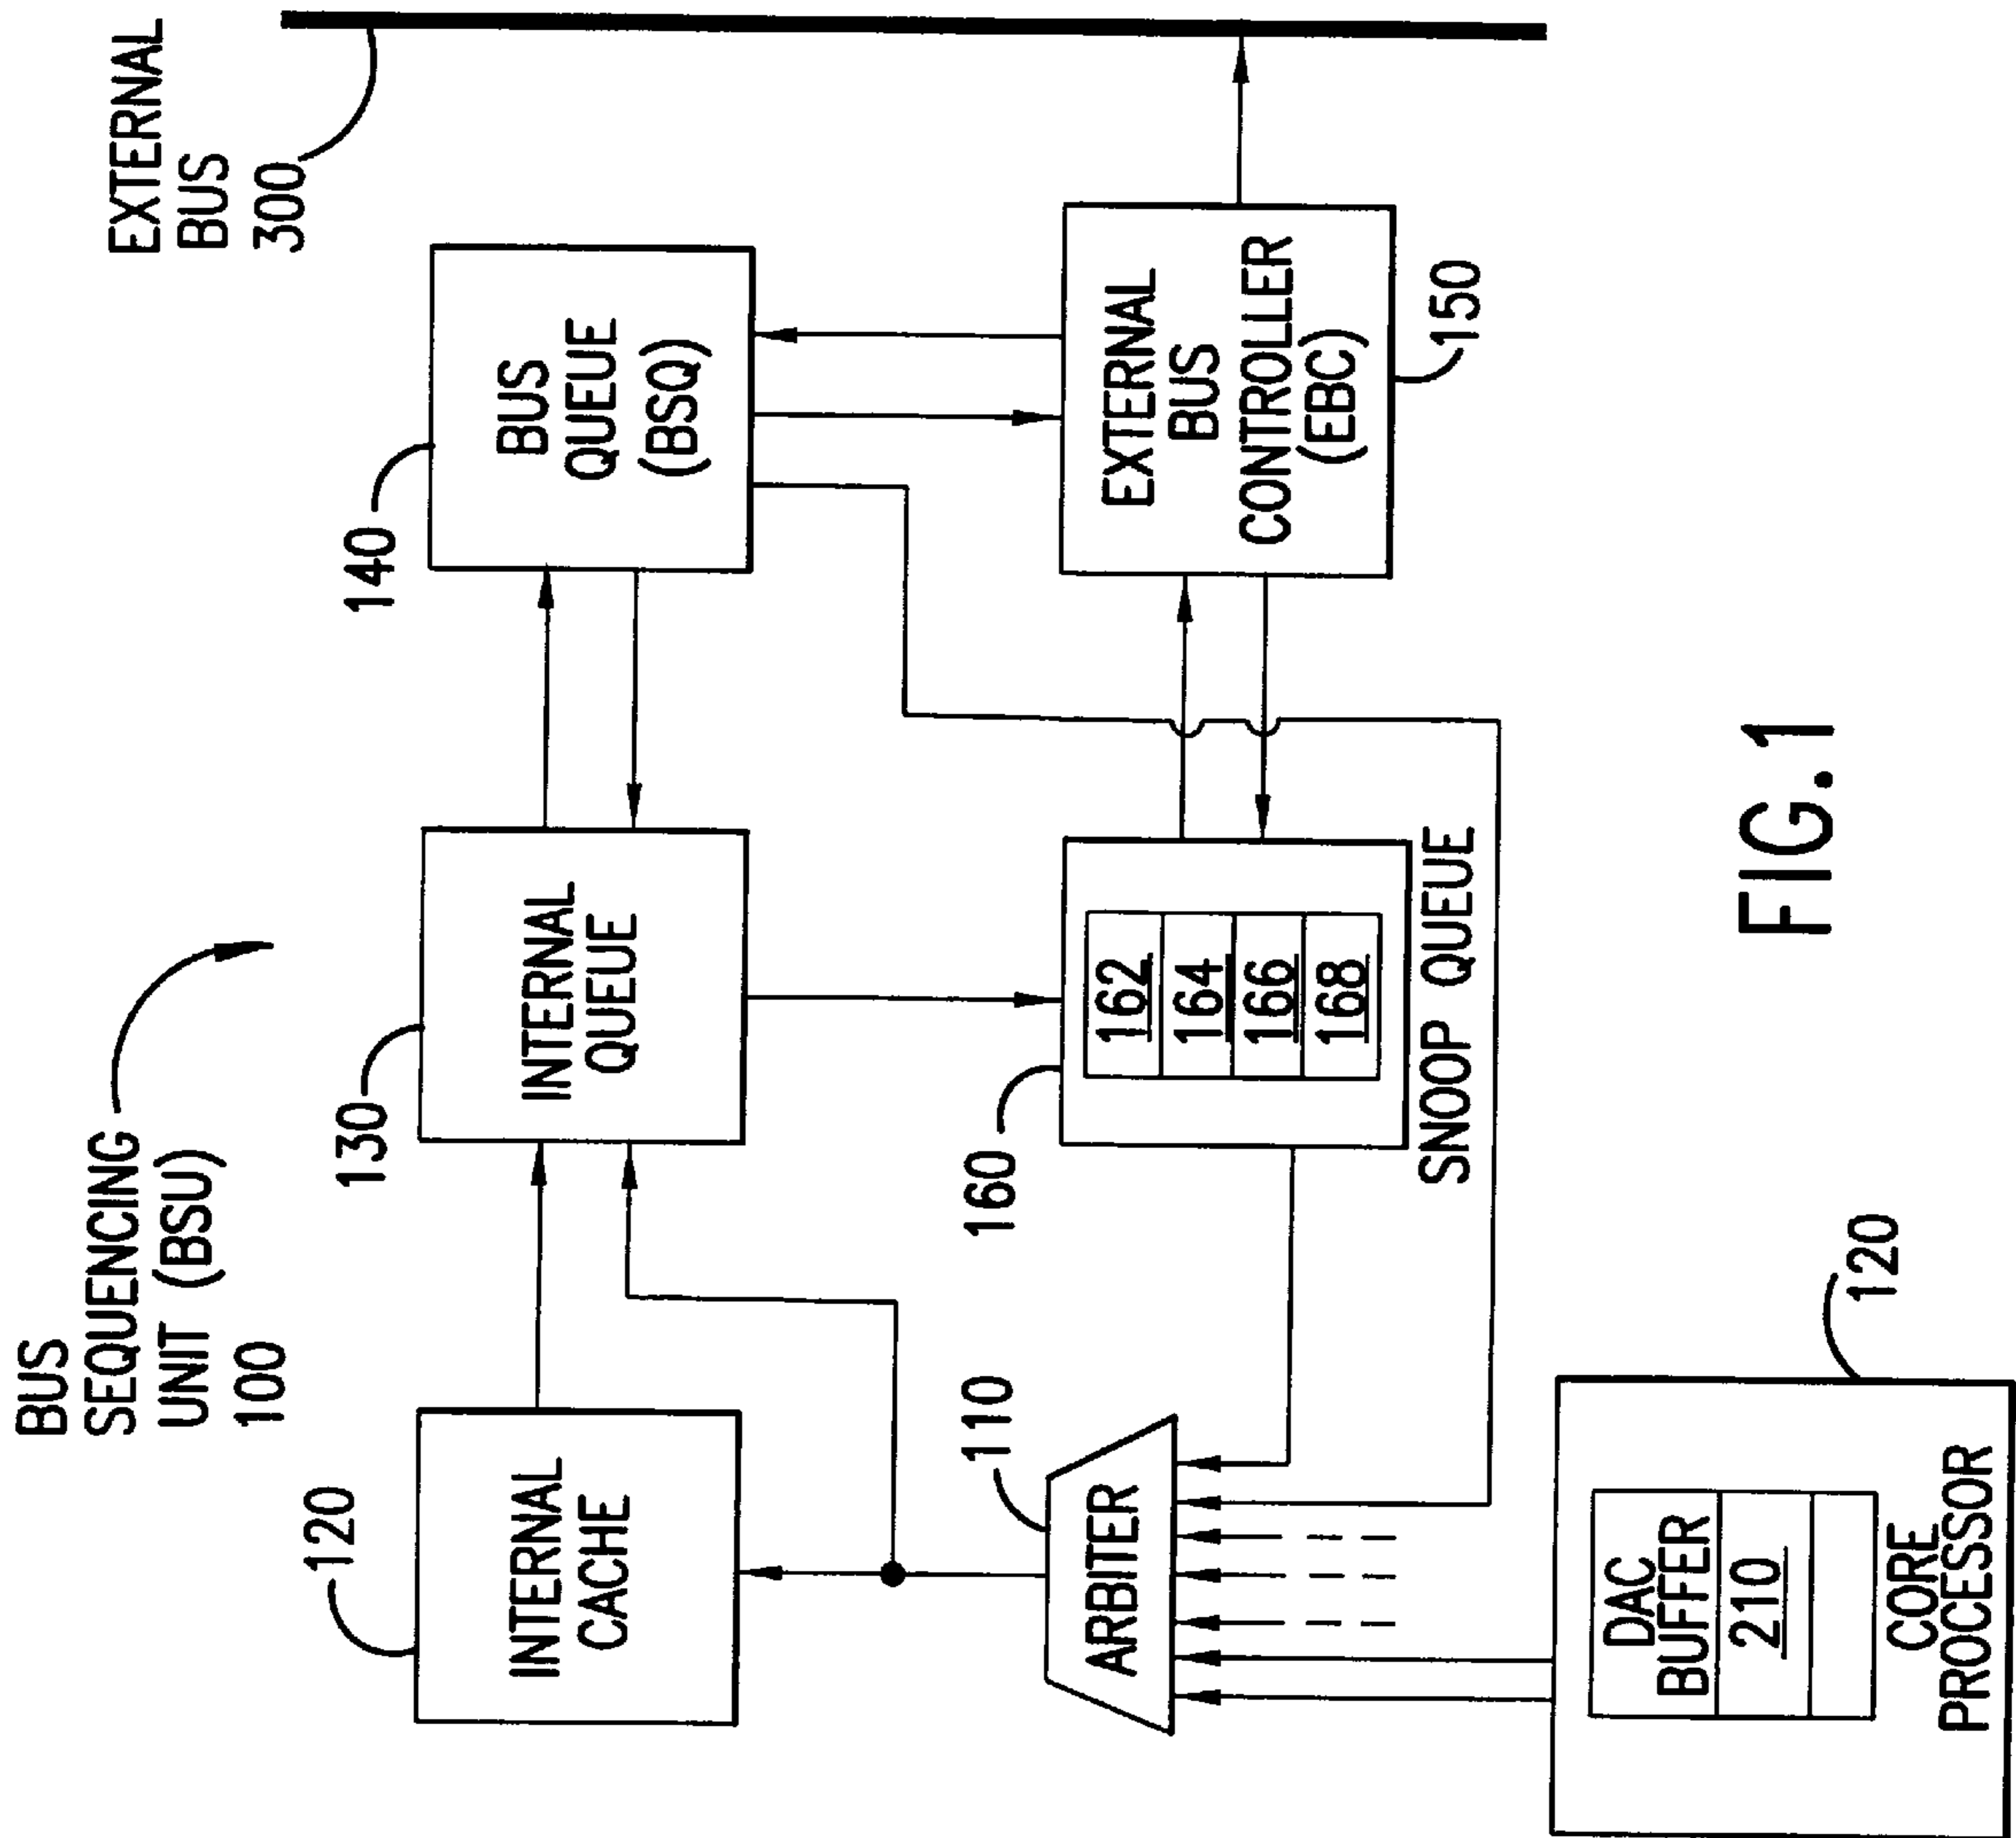 BUS
SEQUENCING
UNIT (BSU)
100
EXTERNAL
BUS
300
120
INTERNAL
CACHE
130
INTERNAL
QUEUE
140
BUS
QUEUE
(BSQ)
110
ARBITER
160
162
164
166
168
SNOOP QUEUE
EXTERNAL
BUS
CONTROLLER
(EBC)
150
DAC
BUFFER
210
CORE
PROCESSOR
120
FIG.1